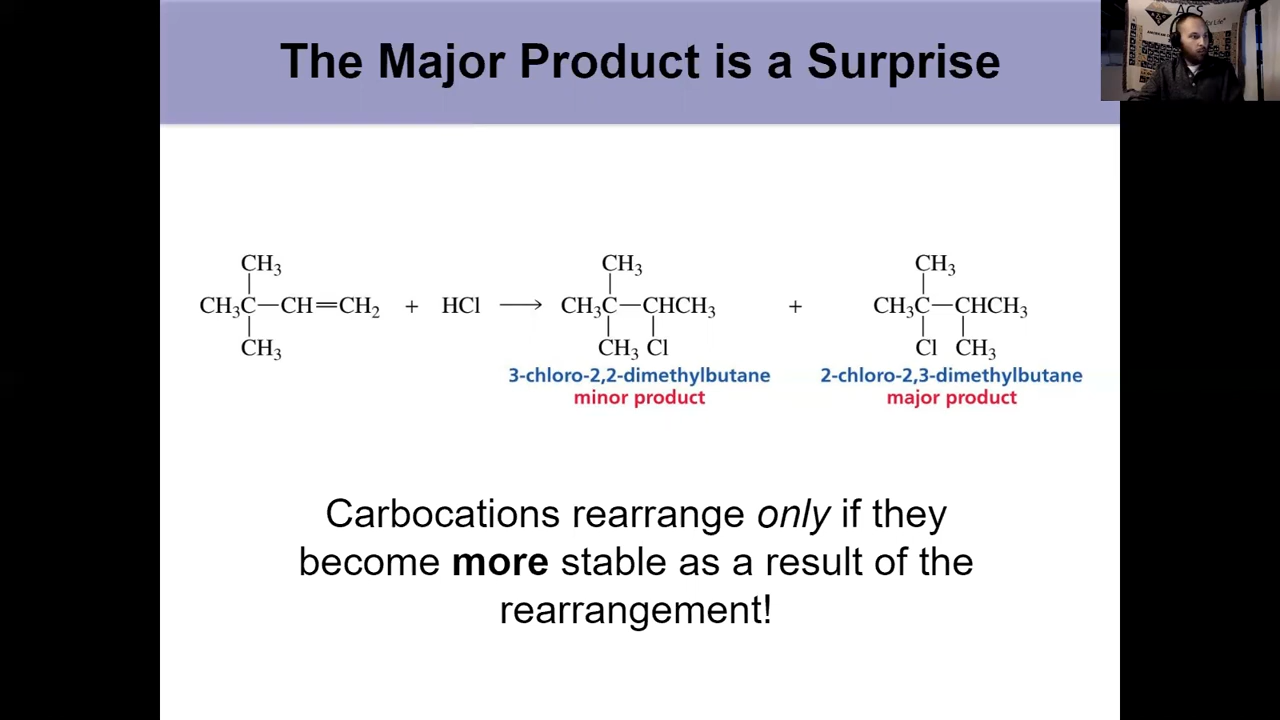 The Major Product is a Surprise
ACS
CH₃ CH₃ CH₃
CH₃C—CH=CH₂ + HCl ⟶ CH₃C—CHCH₃ + CH₃C—CHCH₃
CH₃ CH₃ Cl Cl CH₃
3-chloro-2,2-dimethylbutane 2-chloro-2,3-dimethylbutane
minor product major product
Carbocations rearrange only if they
become more stable as a result of the
rearrangement!